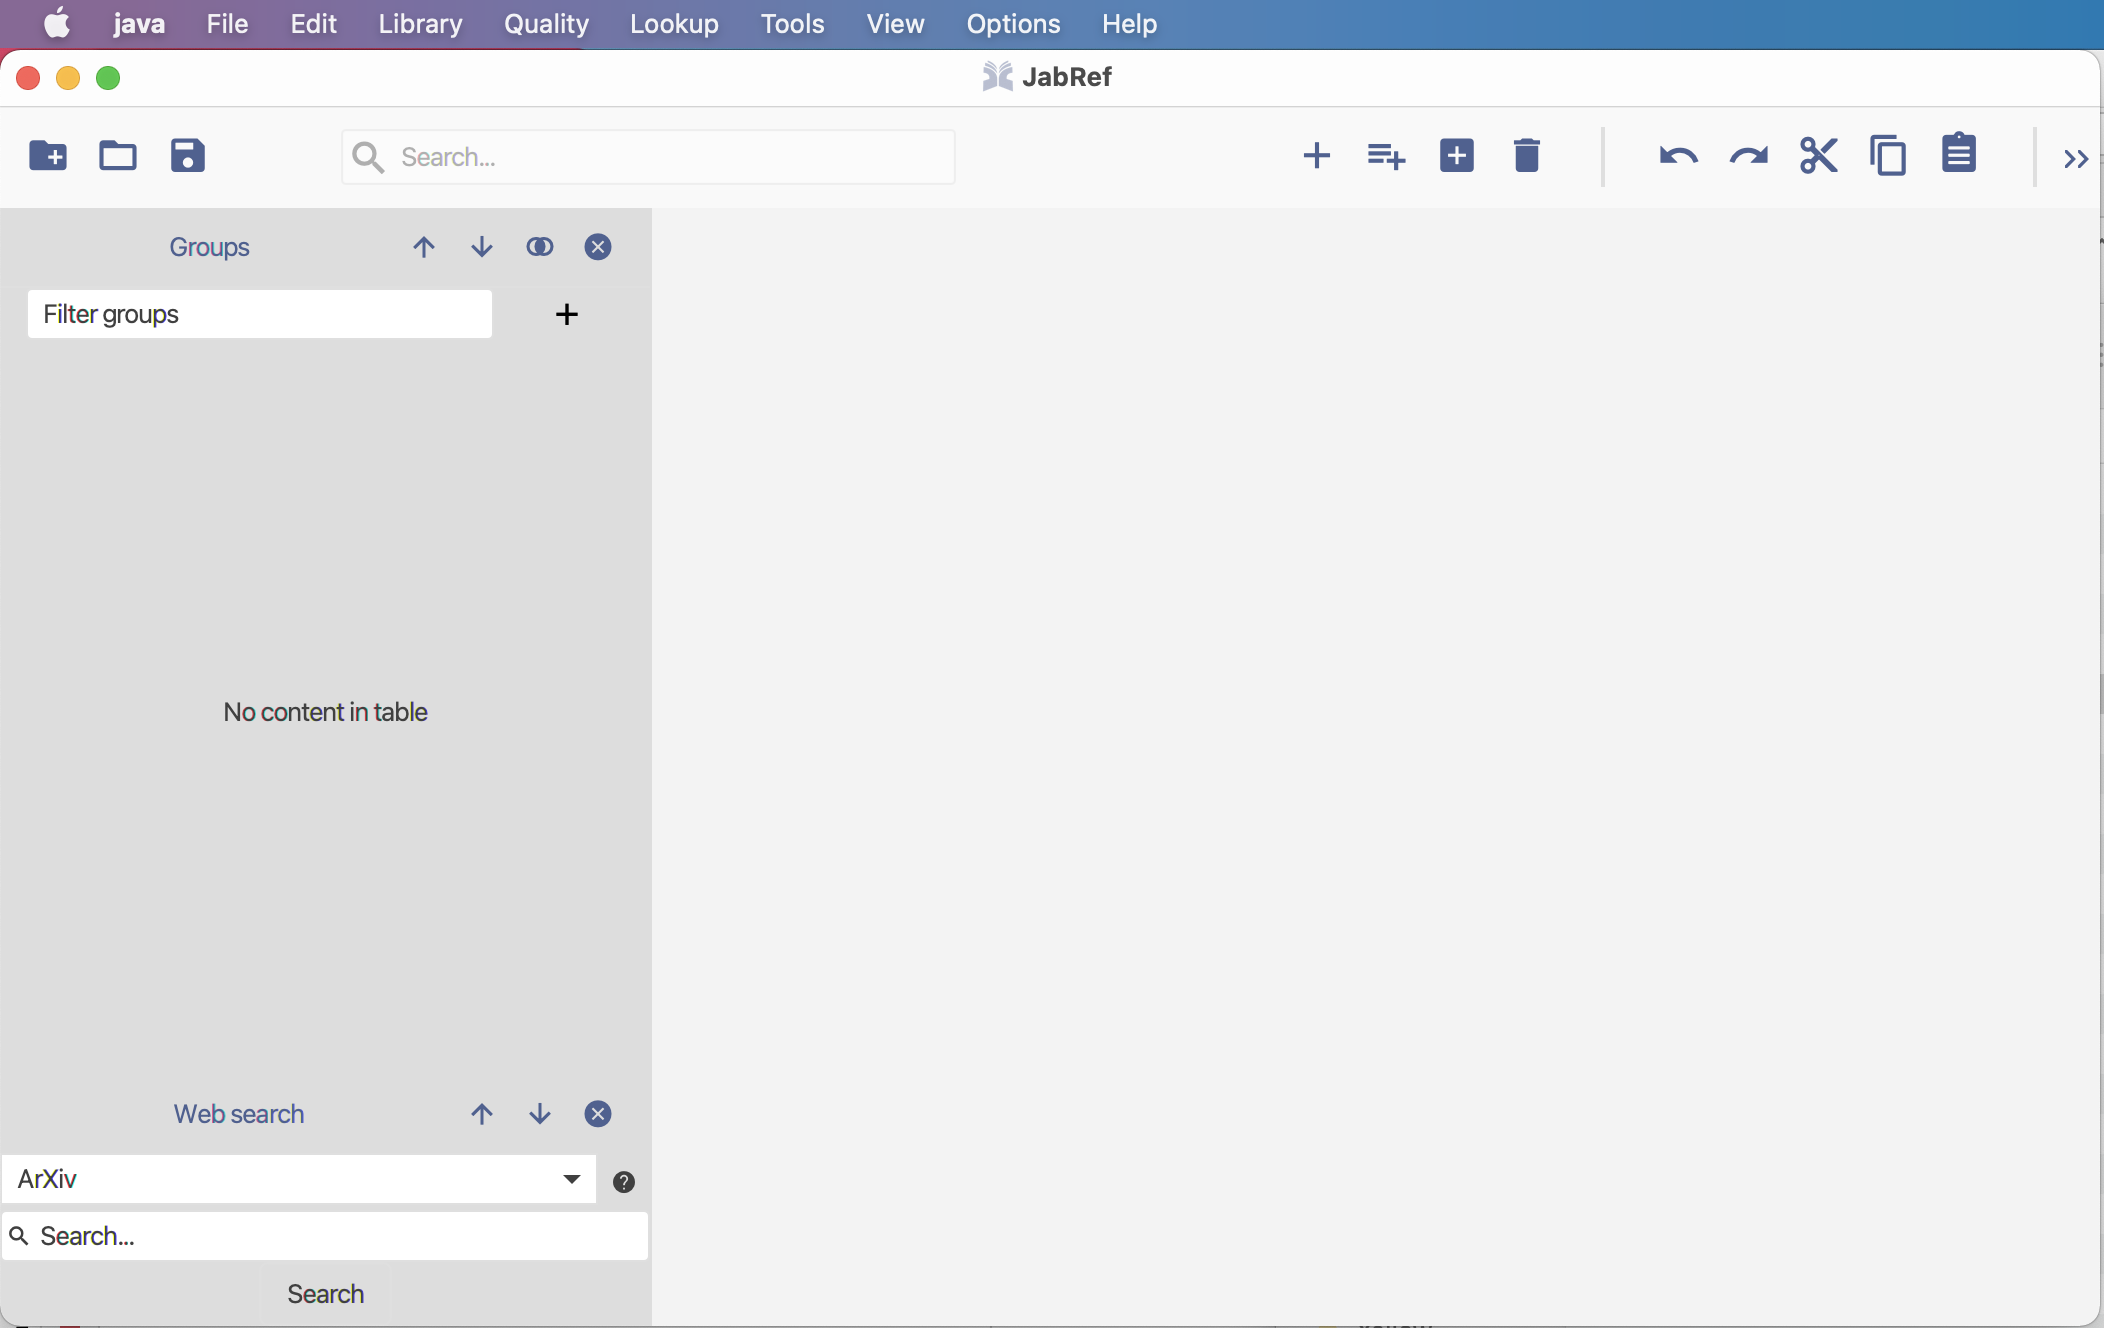 java File Edit Library Quality Lookup Tools View Options Help
JabRef
Search...
Groups
Filter groups
No content in table
Web search
ArXiv
Search...
Search